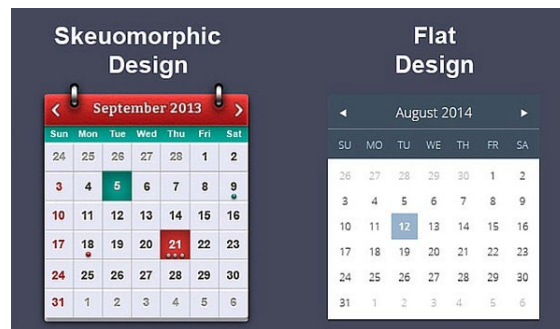 Skeuomorphic
Design
September 2013
Sun Mon Tue Wed Thu Fri Sat
24 25 26 27 28 1 2
3 4 5 6 7 8 9
10 11 12 13 14 15 16
17 18 19 20 21 22 23
24 25 26 27 28 29 30
31 1 2 3 4 5 6
Flat
Design
August 2014
SU MO TU WE TH FR SA
26 27 28 29 30 1 2
3 4 5 6 7 8 9
10 11 12 13 14 15 16
17 18 19 20 21 22 23
24 25 26 27 28 29 30
31 1 2 3 4 5 6